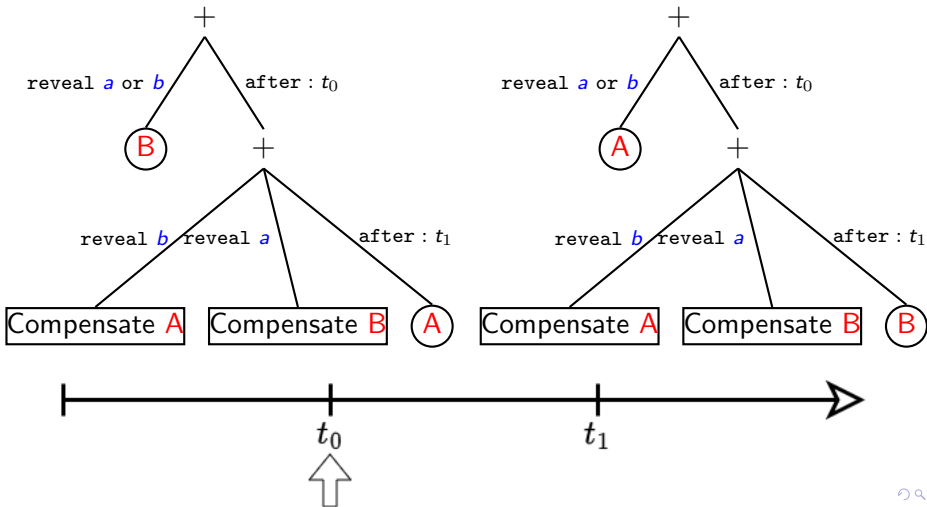 + +
reveal a or b after : t₀ reveal a or b after : t₀
B + A +
reveal b reveal a after : t₁ reveal b reveal a after : t₁
Compensate A Compensate B A Compensate A Compensate B B
t₀ t₁